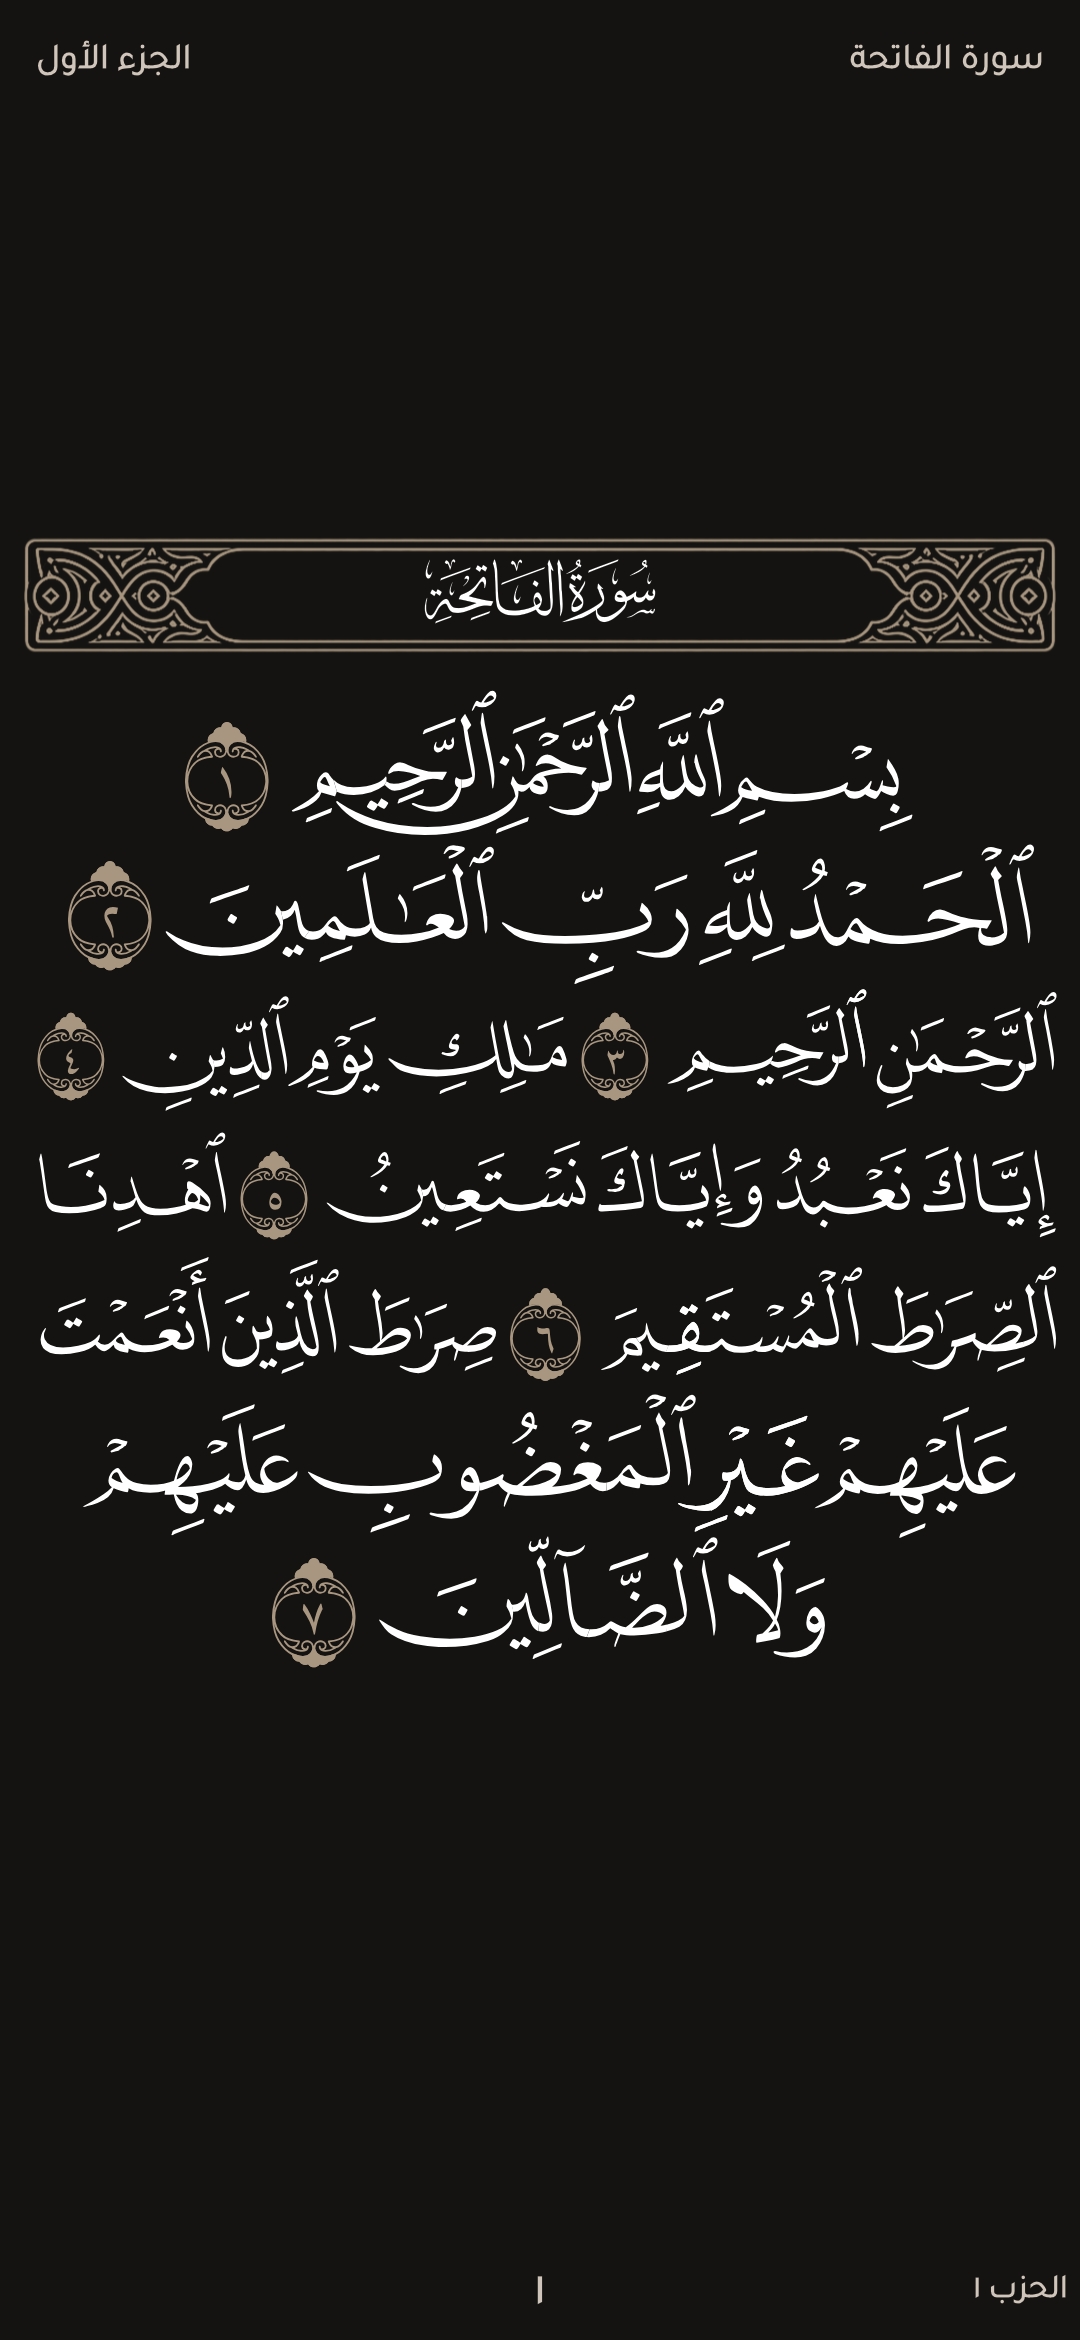 سورة الفاتحة
الجزء الأول
سُورَةُ الفَاتِحَةِ
بِسْمِ ٱللَّهِ ٱلرَّحْمَٰنِ ٱلرَّحِيمِ ١
ٱلْحَمْدُ لِلَّهِ رَبِّ ٱلْعَٰلَمِينَ ٢
ٱلرَّحْمَٰنِ ٱلرَّحِيمِ ٣ مَٰلِكِ يَوْمِ ٱلدِّينِ ٤
إِيَّاكَ نَعْبُدُ وَإِيَّاكَ نَسْتَعِينُ ٥ ٱهْدِنَا
ٱلصِّرَٰطَ ٱلْمُسْتَقِيمَ ٦ صِرَٰطَ ٱلَّذِينَ أَنْعَمْتَ
عَلَيْهِمْ غَيْرِ ٱلْمَغْضُوبِ عَلَيْهِمْ
وَلَا ٱلضَّآلِّينَ ٧
الحزب ١
١